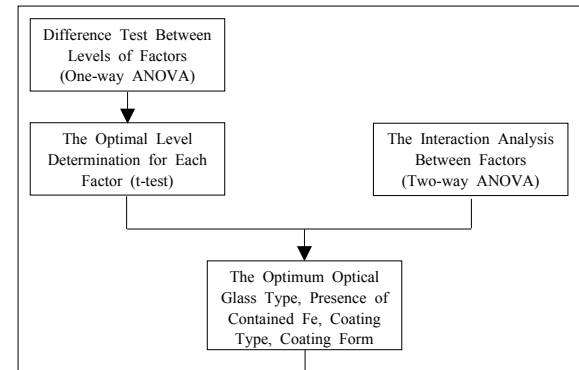 Difference Test Between
Levels of Factors
(One-way ANOVA)
The Optimal Level
Determination for Each
Factor (t-test)
The Interaction Analysis
Between Factors
(Two-way ANOVA)
The Optimum Optical
Glass Type, Presence of
Contained Fe, Coating
Type, Coating Form